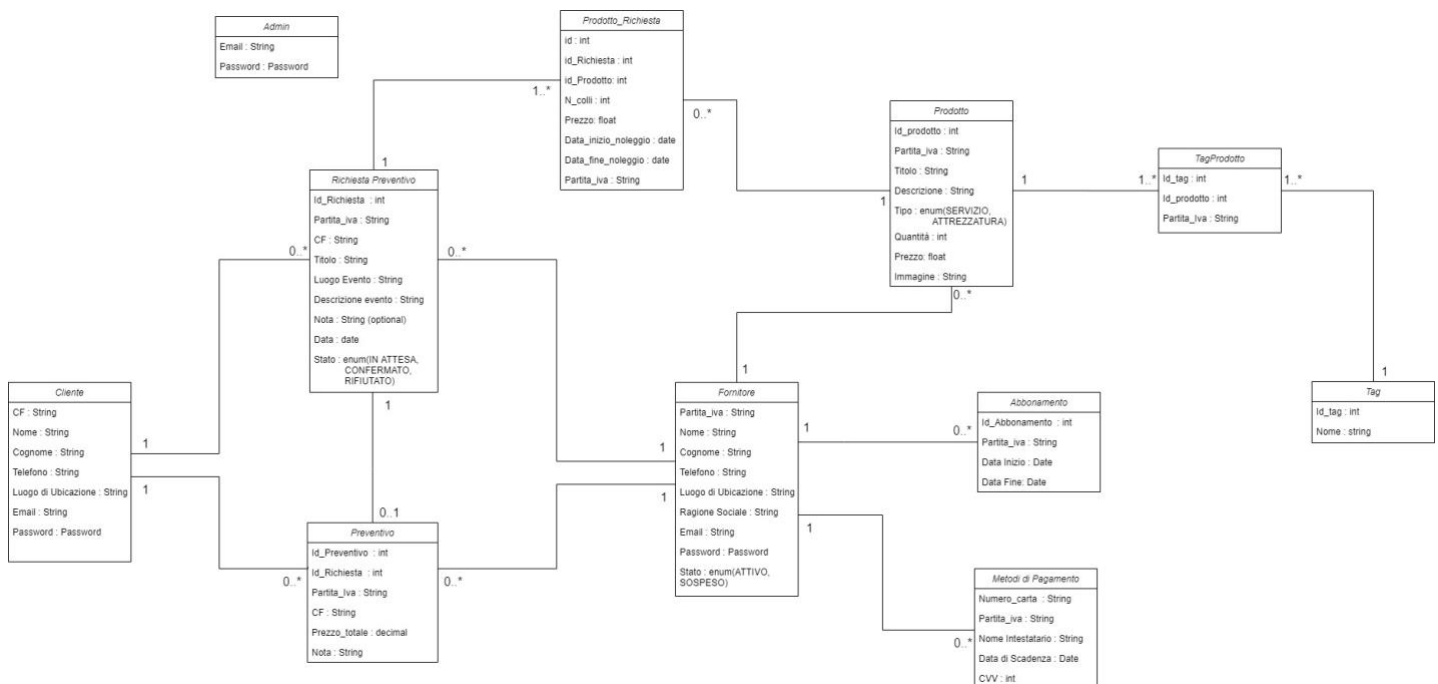 Admin
Email : String
Password : Password
Prodotto_Richiesta
id : int
id_Richiesta : int
id_Prodotto: int
N_colli : int
Prezzo: float
Data_inizio_noleggio : date
Data_fine_noleggio : date
Partita_iva : String
1..*
0..*
1
Richiesta Preventivo
Id_Richiesta : int
Partita_iva : String
CF : String
Titolo : String
Luogo Evento : String
Descrizione evento : String
Nota : String (optional)
Data : date
Stato : enum(IN ATTESA,
CONFERMATO,
RIFIUTATO)
0..*
0..*
1
Prodotto
Id_prodotto : int
Partita_iva : String
Titolo : String
Descrizione : String
Tipo : enum(SERVIZIO,
ATTREZZATURA)
Quantità : int
Prezzo: float
Immagine : String
1
1
0..*
TagProdotto
Id_tag : int
Id_prodotto : int
Partita_Iva : String
1..*
1..*
1
Tag
Id_tag : int
Nome : string
Cliente
CF : String
Nome : String
Cognome : String
Telefono : String
Luogo di Ubicazione : String
Email : String
Password : Password
1
1
Preventivo
Id_Preventivo : int
Id_Richiesta : int
Partita_Iva : String
CF : String
Prezzo_totale : decimal
Nota : String
0..1
0..*
0..*
Fornitore
Partita_iva : String
Nome : String
Cognome : String
Telefono : String
Luogo di Ubicazione : String
Ragione Sociale : String
Email : String
Password : Password
Stato : enum(ATTIVO,
SOSPESO)
1
1
1
1
1
Abbonamento
Id_Abbonamento : int
Partita_iva : String
Data Inizio : Date
Data Fine: Date
0..*
Metodi di Pagamento
Numero_carta : String
Partita_iva : String
Nome Intestatario : String
Data di Scadenza : Date
CVV : int
0..*